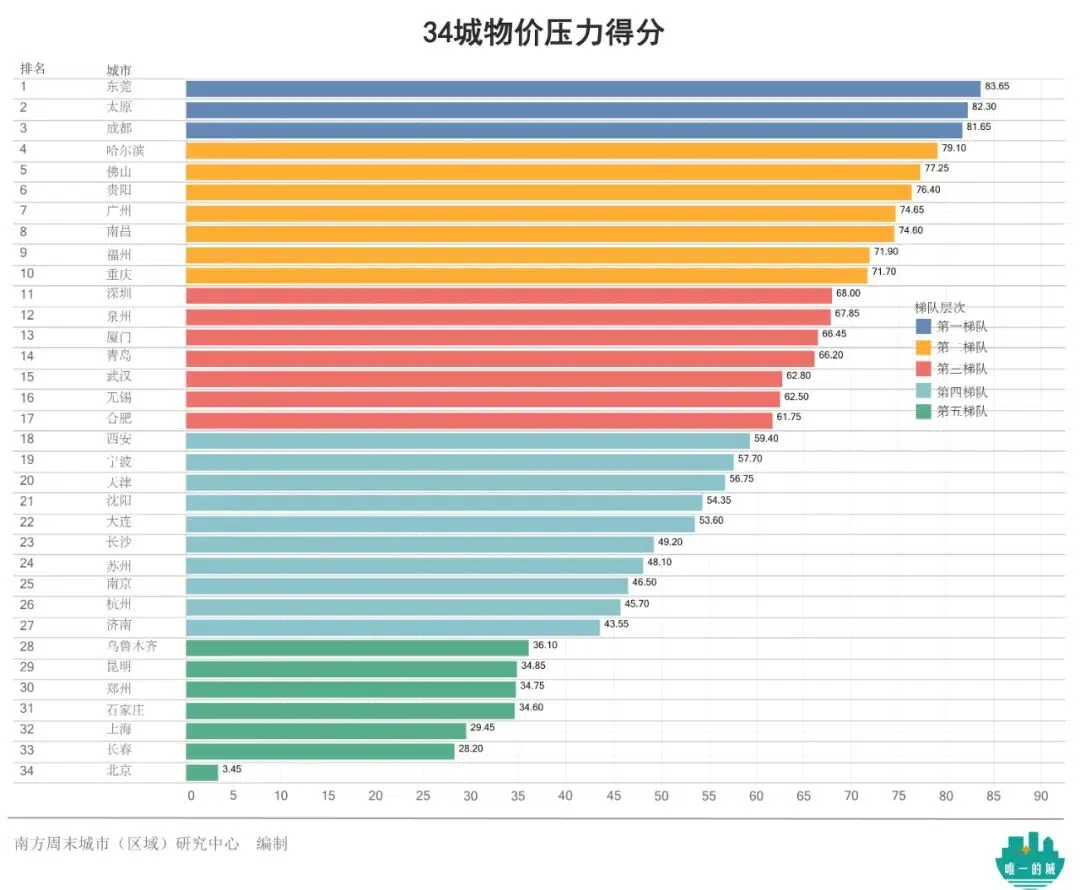 34城物价压力得分
排名 城市
1 东莞 83.65
2 太原 82.30
3 成都 81.65
4 哈尔滨 79.10
5 佛山 77.25
6 贵阳 76.40
7 广州 74.65
8 南昌 74.60
9 福州 71.90
10 重庆 71.70
11 深圳 68.00
12 泉州 67.85
13 厦门 66.45
14 青岛 66.20
15 武汉 62.80
16 无锡 62.50
17 合肥 61.75
18 西安 59.40
19 宁波 57.70
20 天津 56.75
21 沈阳 54.35
22 大连 53.60
23 长沙 49.20
24 苏州 48.10
25 南京 46.50
26 杭州 45.70
27 济南 43.55
28 乌鲁木齐 36.10
29 昆明 34.85
30 郑州 34.75
31 石家庄 34.60
32 上海 29.45
33 长春 28.20
34 北京 3.45
梯队层次
第一梯队
第二梯队
第三梯队
第四梯队
第五梯队
0 5 10 15 20 25 30 35 40 45 50 55 60 65 70 75 80 85 90
南方周末城市（区域）研究中心 编制
唯一的城